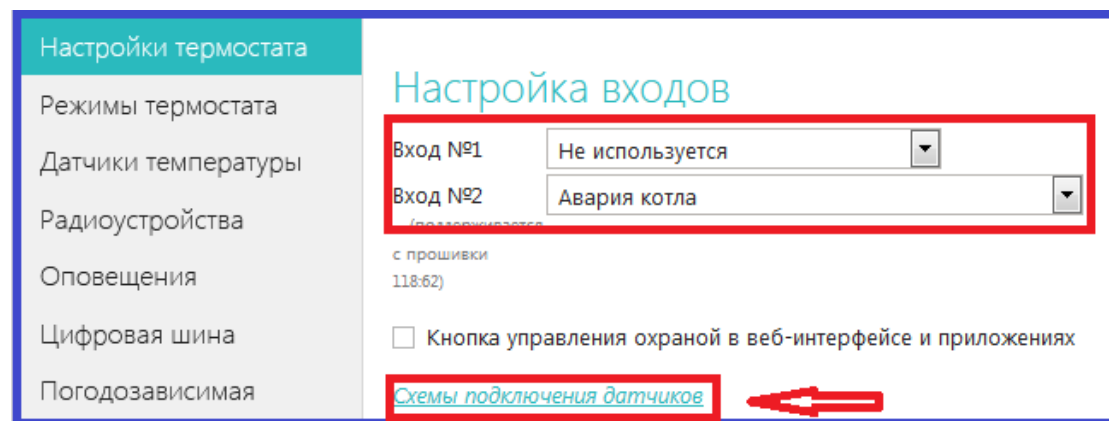 Настройки термостата
Режимы термостата
Датчики температуры
Радиоустройства
Оповещения
Цифровая шина
Погодозависимая
Настройка входов
Вход №1 Не используется
Вход №2 Авария котла
(поддерживается
с прошивки
118:62)
Кнопка управления охраной в веб-интерфейсе и приложениях
Схемы подключения датчиков